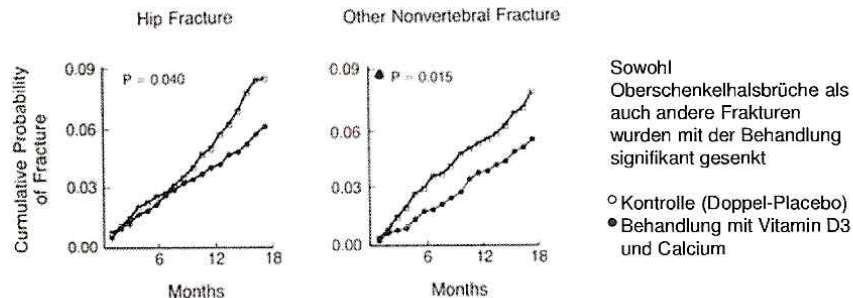 Hip Fracture
Other Nonvertebral Fracture
Cumulative Probability
of Fracture
0.09
0.06
0.03
0.00
P = 0.040
6
12
18
Months
0.09
0.06
0.03
0.00
P = 0.015
6
12
18
Months
Sowohl
Oberschenkelhalsbrüche als
auch andere Frakturen
wurden mit der Behandlung
signifikant gesenkt
Kontrolle (Doppel-Placebo)
Behandlung mit Vitamin D3
und Calcium